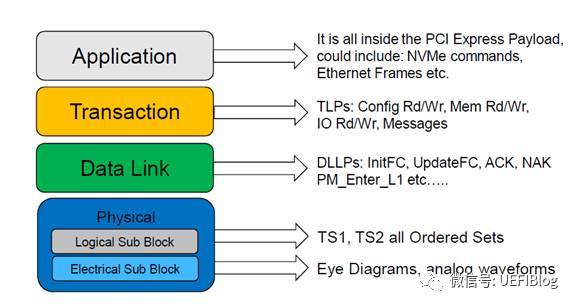 Application
It is all inside the PCI Express Payload,
could include: NVMe commands,
Ethernet Frames etc.
Transaction
TLPs: Config Rd/Wr, Mem Rd/Wr,
IO Rd/Wr, Messages
Data Link
DLLPs: InitFC, UpdateFC, ACK, NAK
PM_Enter_L1 etc.....
Physical
Logical Sub Block
TS1, TS2 all Ordered Sets
Electrical Sub Block
Eye Diagrams, analog waveforms
微信号: UEFIBlog